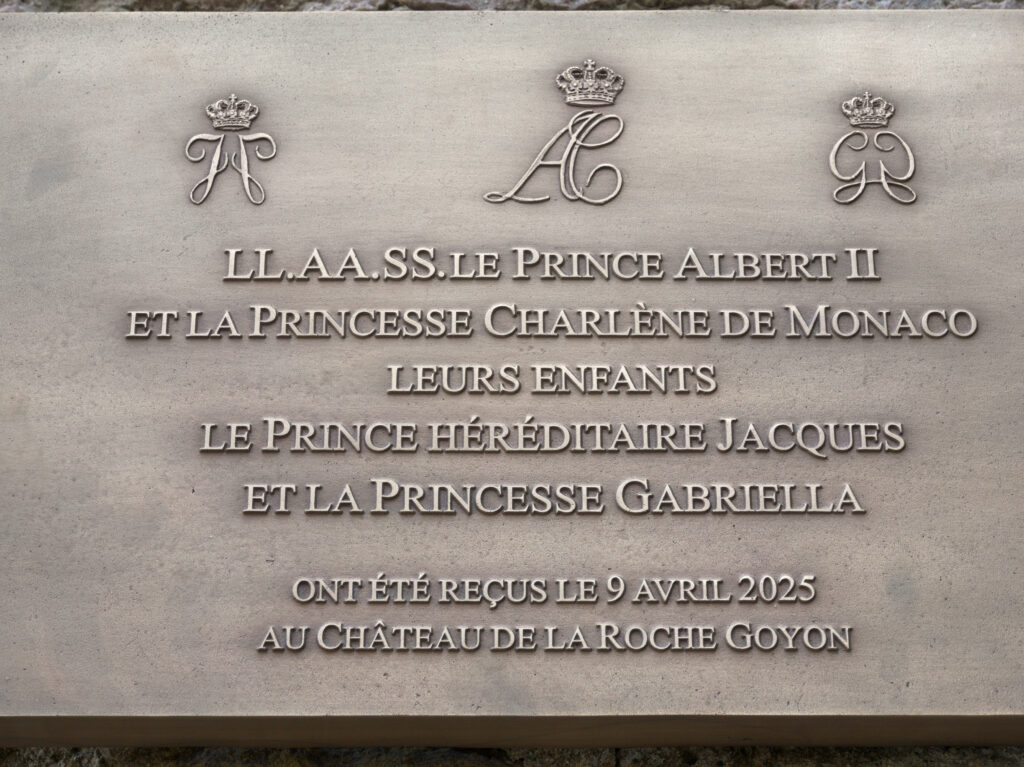 LL.AA.SS. LE PRINCE ALBERT II
ET LA PRINCESSE CHARLÈNE DE MONACO
LEURS ENFANTS
LE PRINCE HÉRÉDITAIRE JACQUES
ET LA PRINCESSE GABRIELLA
ONT ÉTÉ REÇUS LE 9 AVRIL 2025
AU CHÂTEAU DE LA ROCHE GOYON